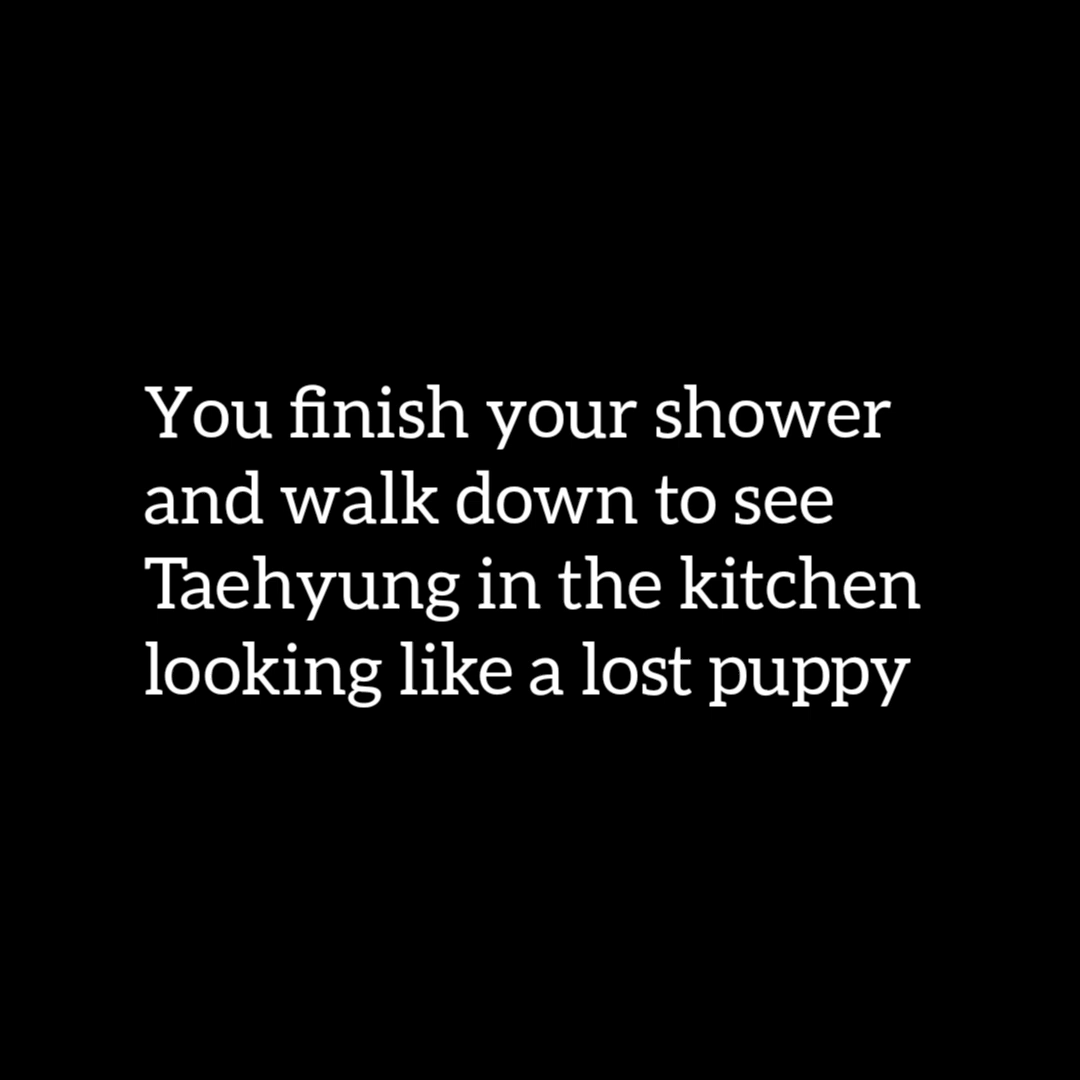 You finish your shower
and walk down to see
Taehyung in the kitchen
looking like a lost puppy